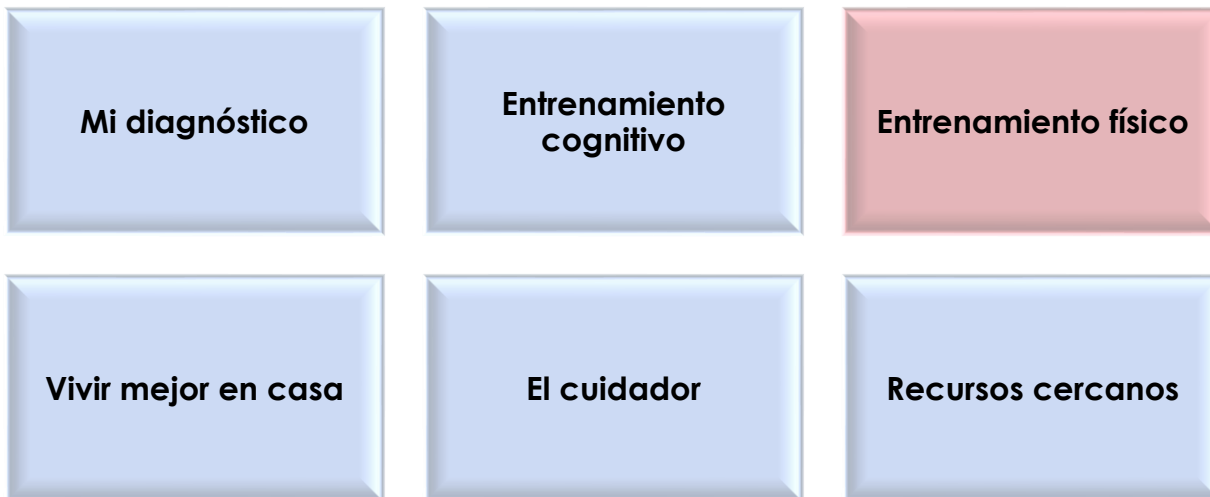 Mi diagnóstico
Entrenamiento
cognitivo
Entrenamiento físico
Vivir mejor en casa
El cuidador
Recursos cercanos